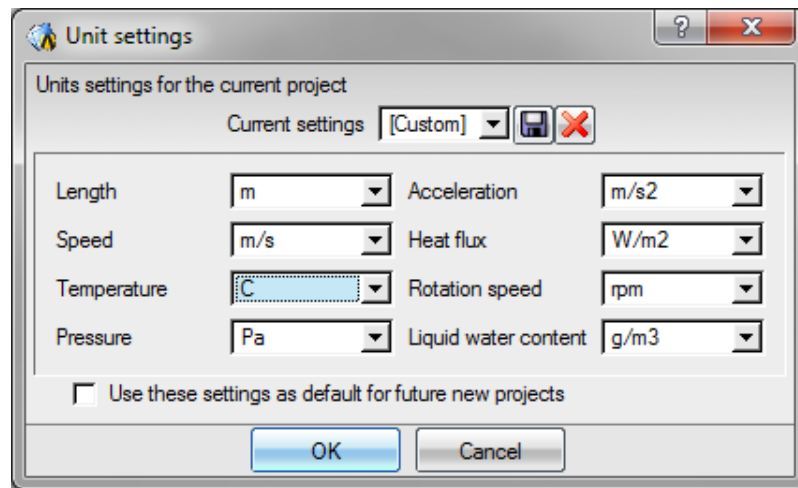 Unit settings
?
Units settings for the current project
Current settings [Custom]
Length m Acceleration m/s2
Speed m/s Heat flux W/m2
Temperature C Rotation speed rpm
Pressure Pa Liquid water content g/m3
Use these settings as default for future new projects
OK Cancel